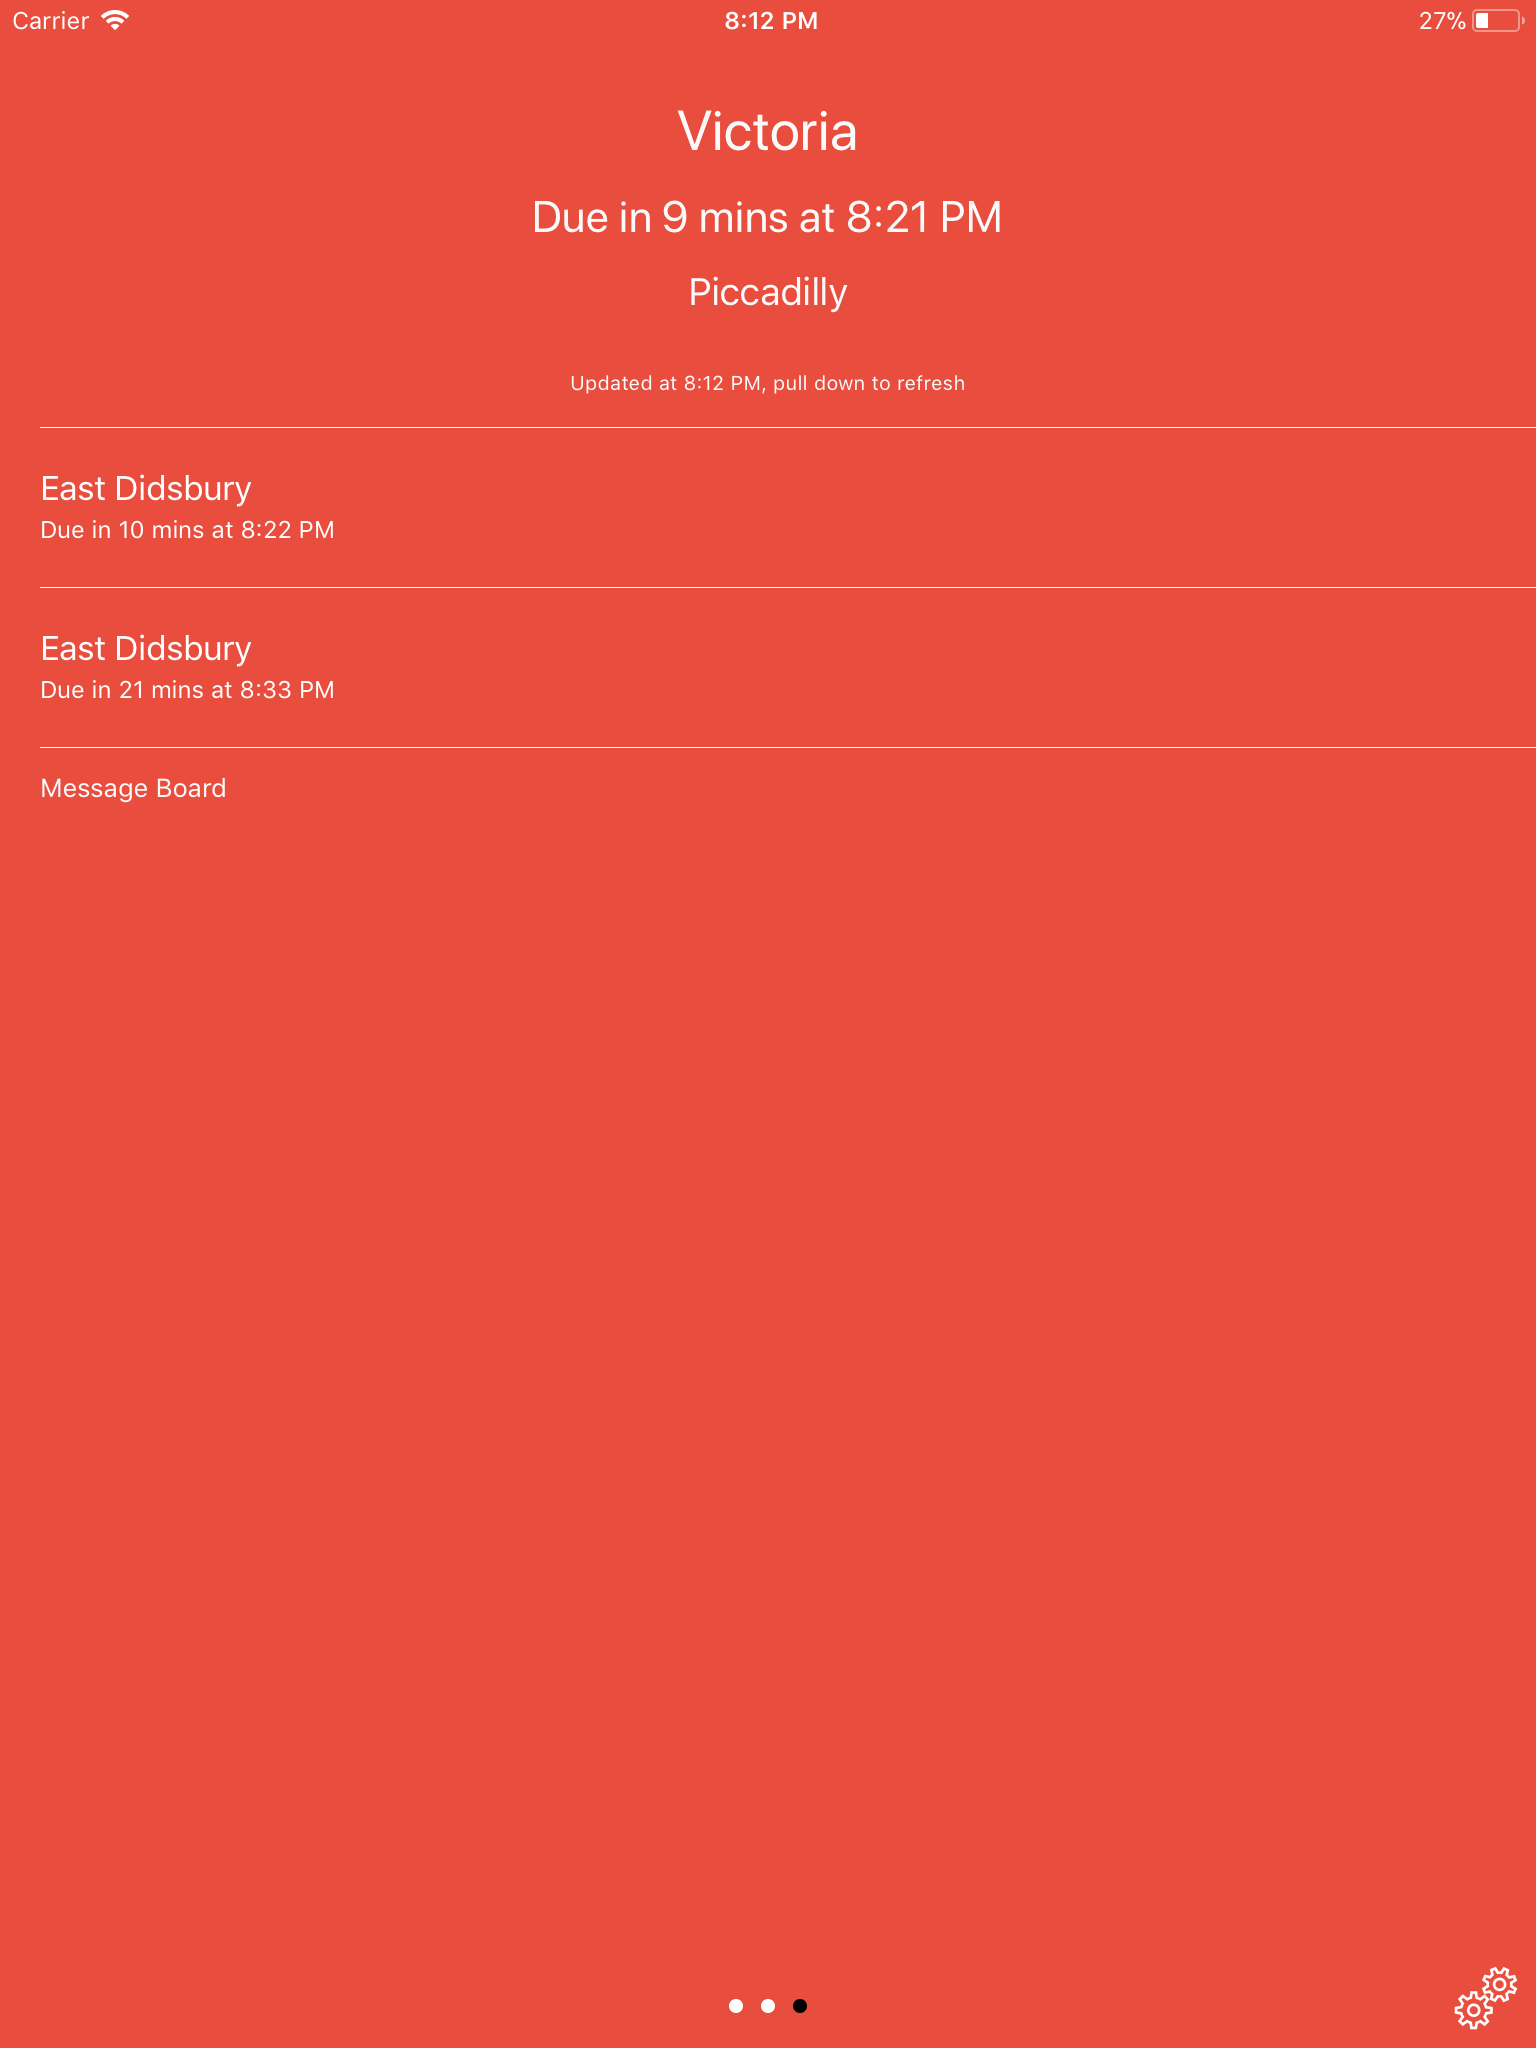 Carrier
8:12 PM
27%
Victoria
Due in 9 mins at 8:21 PM
Piccadilly
Updated at 8:12 PM, pull down to refresh
East Didsbury
Due in 10 mins at 8:22 PM
East Didsbury
Due in 21 mins at 8:33 PM
Message Board